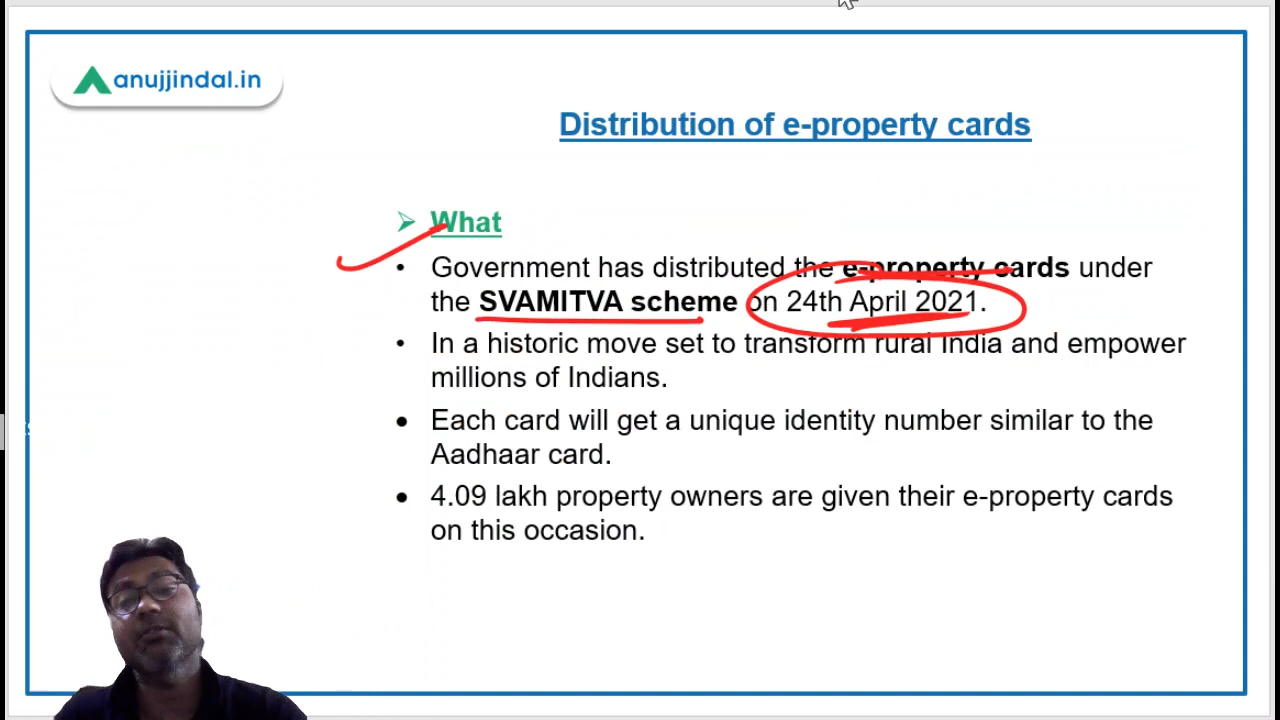 anujjindal.in
Distribution of e-property cards
What
Government has distributed the e-property cards under
the SVAMITVA scheme on 24th April 2021.
In a historic move set to transform rural India and empower
millions of Indians.
Each card will get a unique identity number similar to the
Aadhaar card.
4.09 lakh property owners are given their e-property cards
on this occasion.